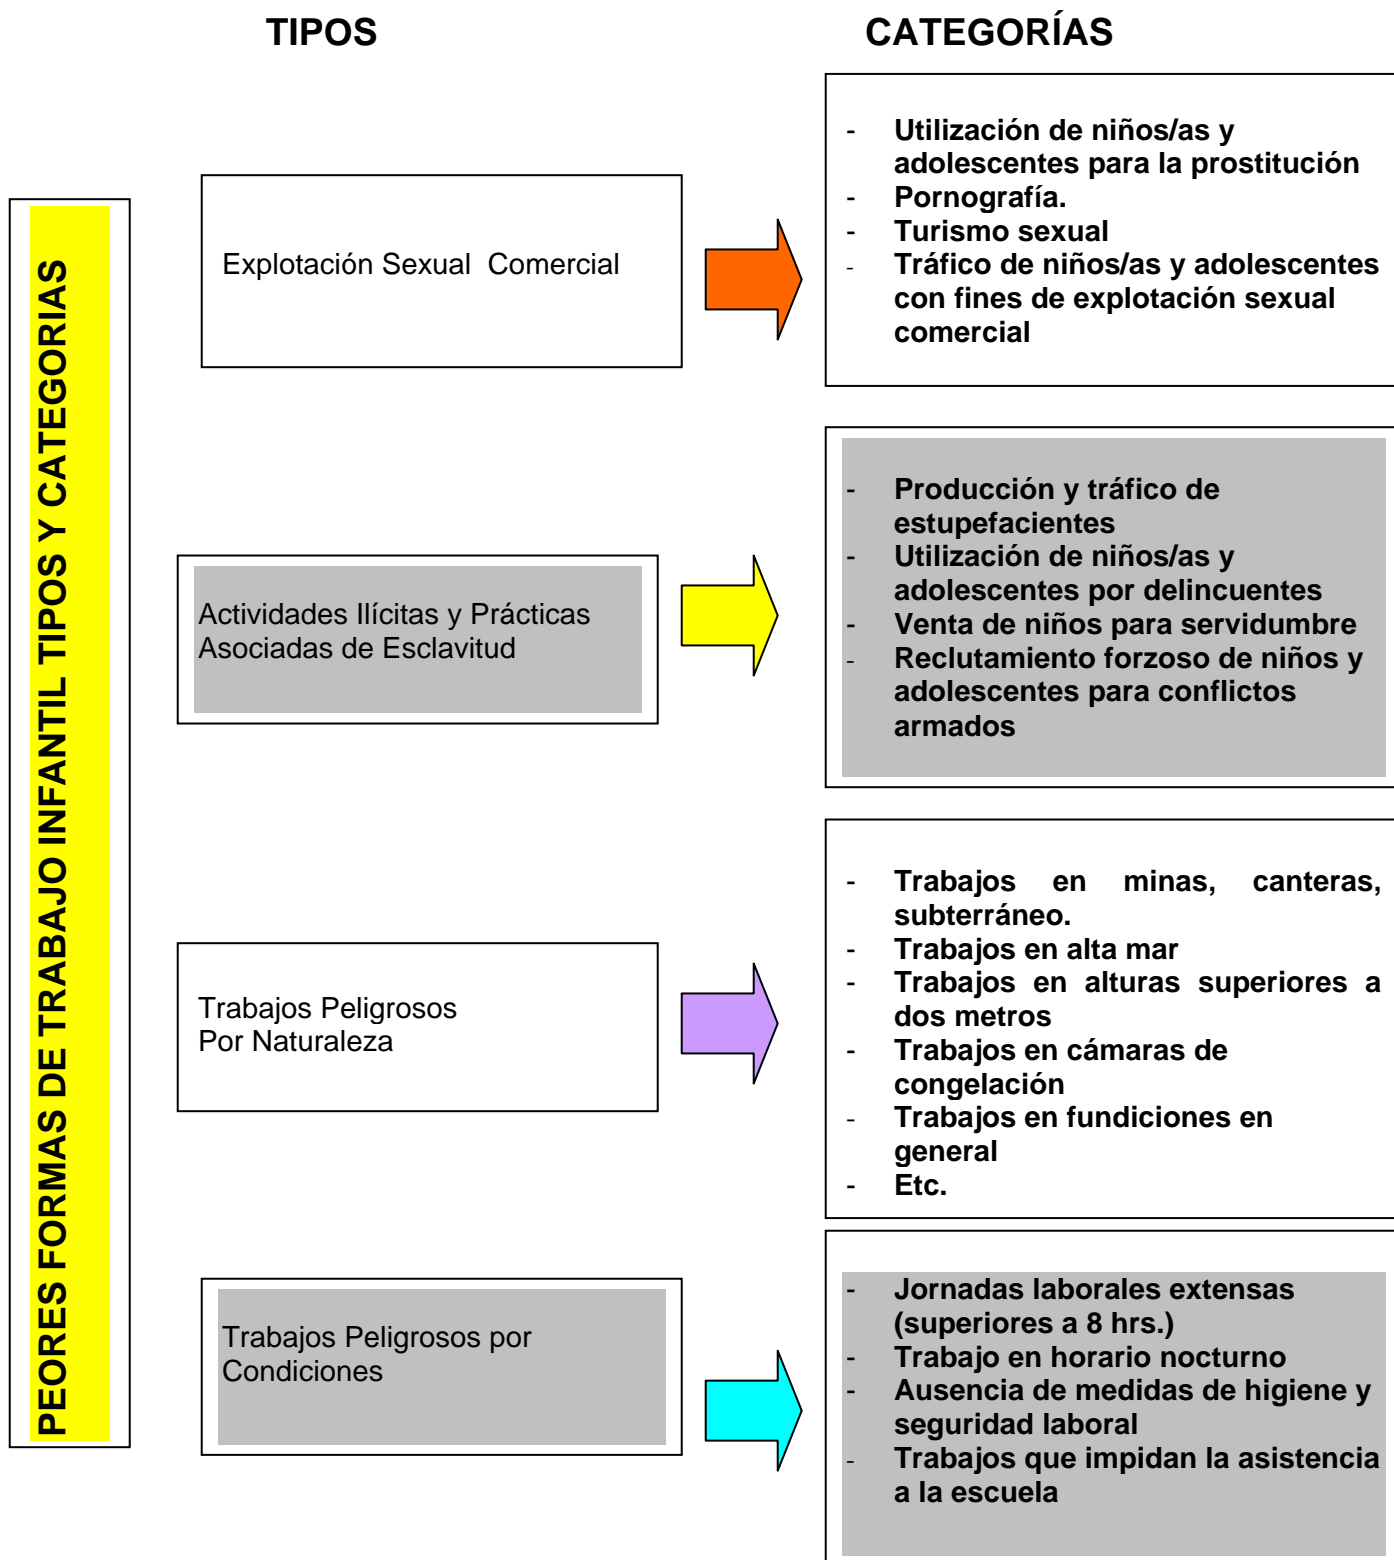 TIPOS
CATEGORÍAS
PEORES FORMAS DE TRABAJO INFANTIL TIPOS Y CATEGORIAS
Explotación Sexual Comercial
- Utilización de niños/as y
adolescentes para la prostitución
- Pornografía.
- Turismo sexual
- Tráfico de niños/as y adolescentes
con fines de explotación sexual
comercial
Actividades Ilícitas y Prácticas
Asociadas de Esclavitud
- Producción y tráfico de
estupefacientes
- Utilización de niños/as y
adolescentes por delincuentes
- Venta de niños para servidumbre
- Reclutamiento forzoso de niños y
adolescentes para conflictos
armados
Trabajos Peligrosos
Por Naturaleza
- Trabajos en minas, canteras,
subterráneo.
- Trabajos en alta mar
- Trabajos en alturas superiores a
dos metros
- Trabajos en cámaras de
congelación
- Trabajos en fundiciones en
general
- Etc.
Trabajos Peligrosos por
Condiciones
- Jornadas laborales extensas
(superiores a 8 hrs.)
- Trabajo en horario nocturno
- Ausencia de medidas de higiene y
seguridad laboral
- Trabajos que impidan la asistencia
a la escuela